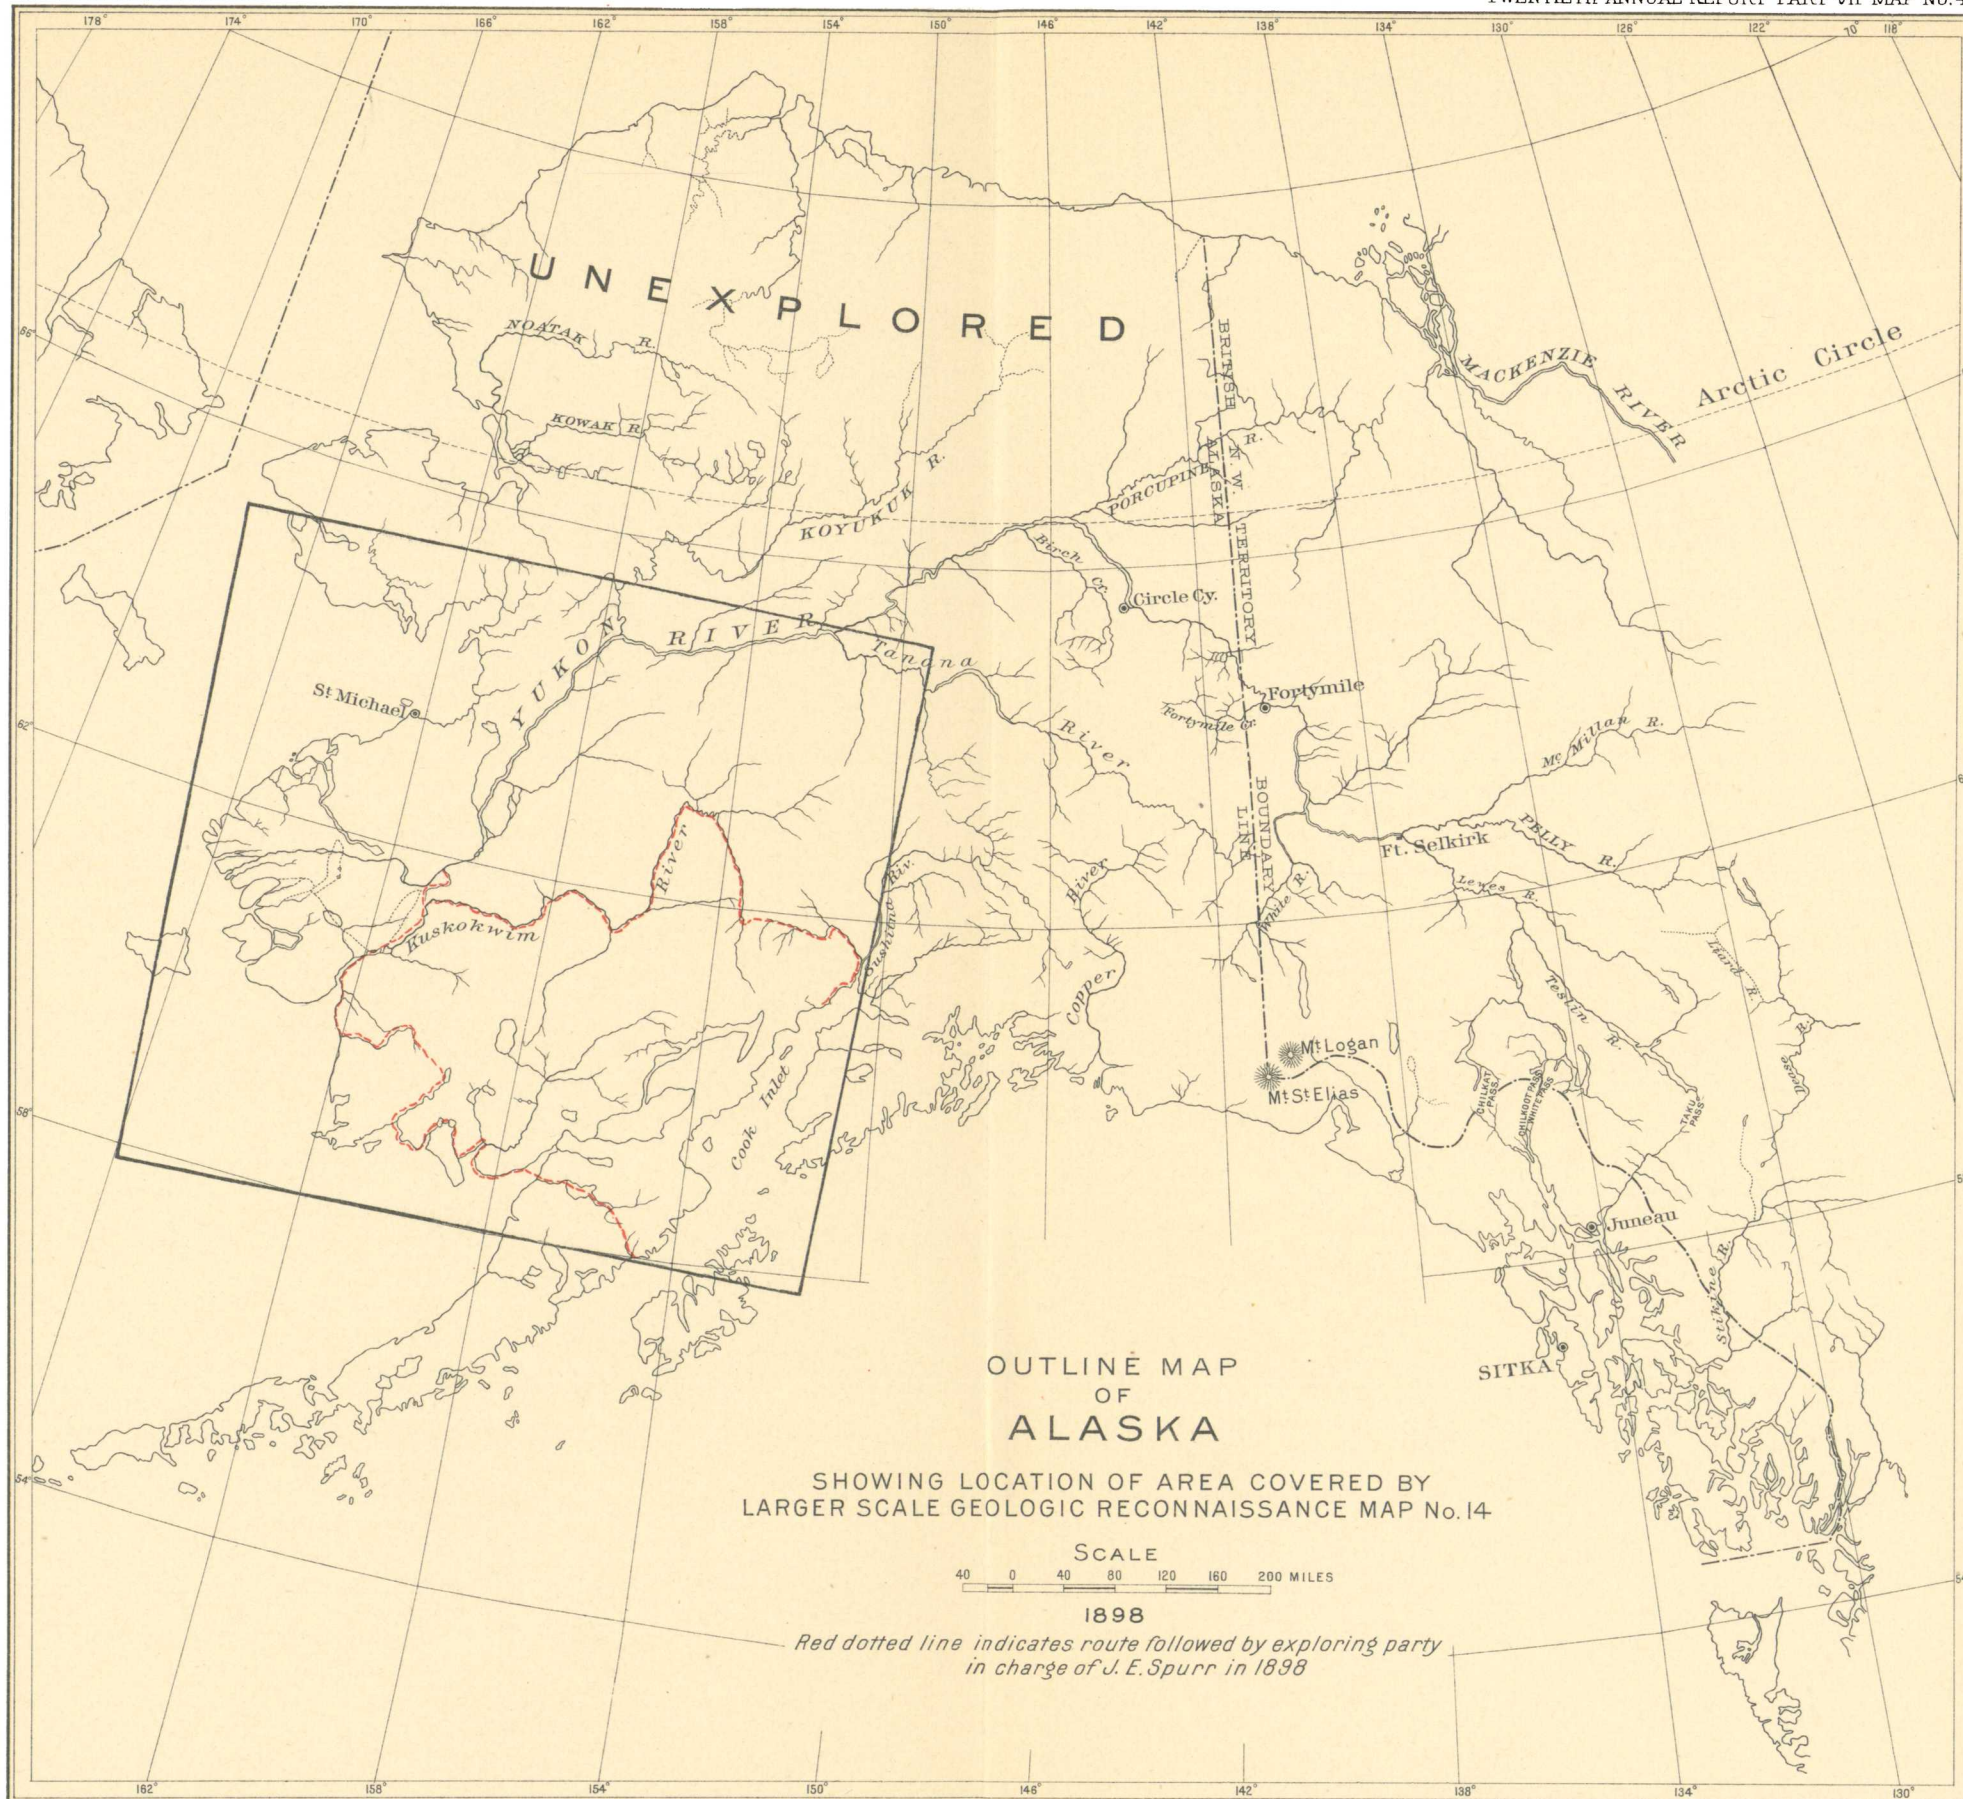 TWENTIETH ANNUAL REPORT PART VII MAP No. 4
178° 174° 170° 166° 162° 158° 154° 150° 146° 142° 138° 134° 130° 126° 122° 70° 118°
UNEXPLORED
NOATAK R.
KOWAK R.
KOYUKUK R.
PORCUPINE R.
MACKENZIE RIVER
Arctic Circle
66°
BRITISH N.W. TERRITORY
ALASKA
BOUNDARY LINE
Birch Cr.
Circle Cy.
YUKON RIVER
Tanana River
St. Michael
Fortymile
Fortymile Cr.
62°
Mc Millan R.
PELLY R.
Ft. Selkirk
Lewes R.
White R.
River
Kuskokwim
Sushitna Riv.
Copper River
Liard R.
Teslin R.
Dease R.
Mt. Logan
Mt. St. Elias
CHILKAT PASS
CHILKOOT PASS
WHITE PASS
TAKU PASS
Cook Inlet
58°
Juneau
Stikine R.
SITKA
54°
OUTLINE MAP
OF
ALASKA
SHOWING LOCATION OF AREA COVERED BY
LARGER SCALE GEOLOGIC RECONNAISSANCE MAP No. 14
SCALE
40 0 40 80 120 160 200 MILES
1898
Red dotted line indicates route followed by exploring party
in charge of J. E. Spurr in 1898
162° 158° 154° 150° 146° 142° 138° 134° 130°